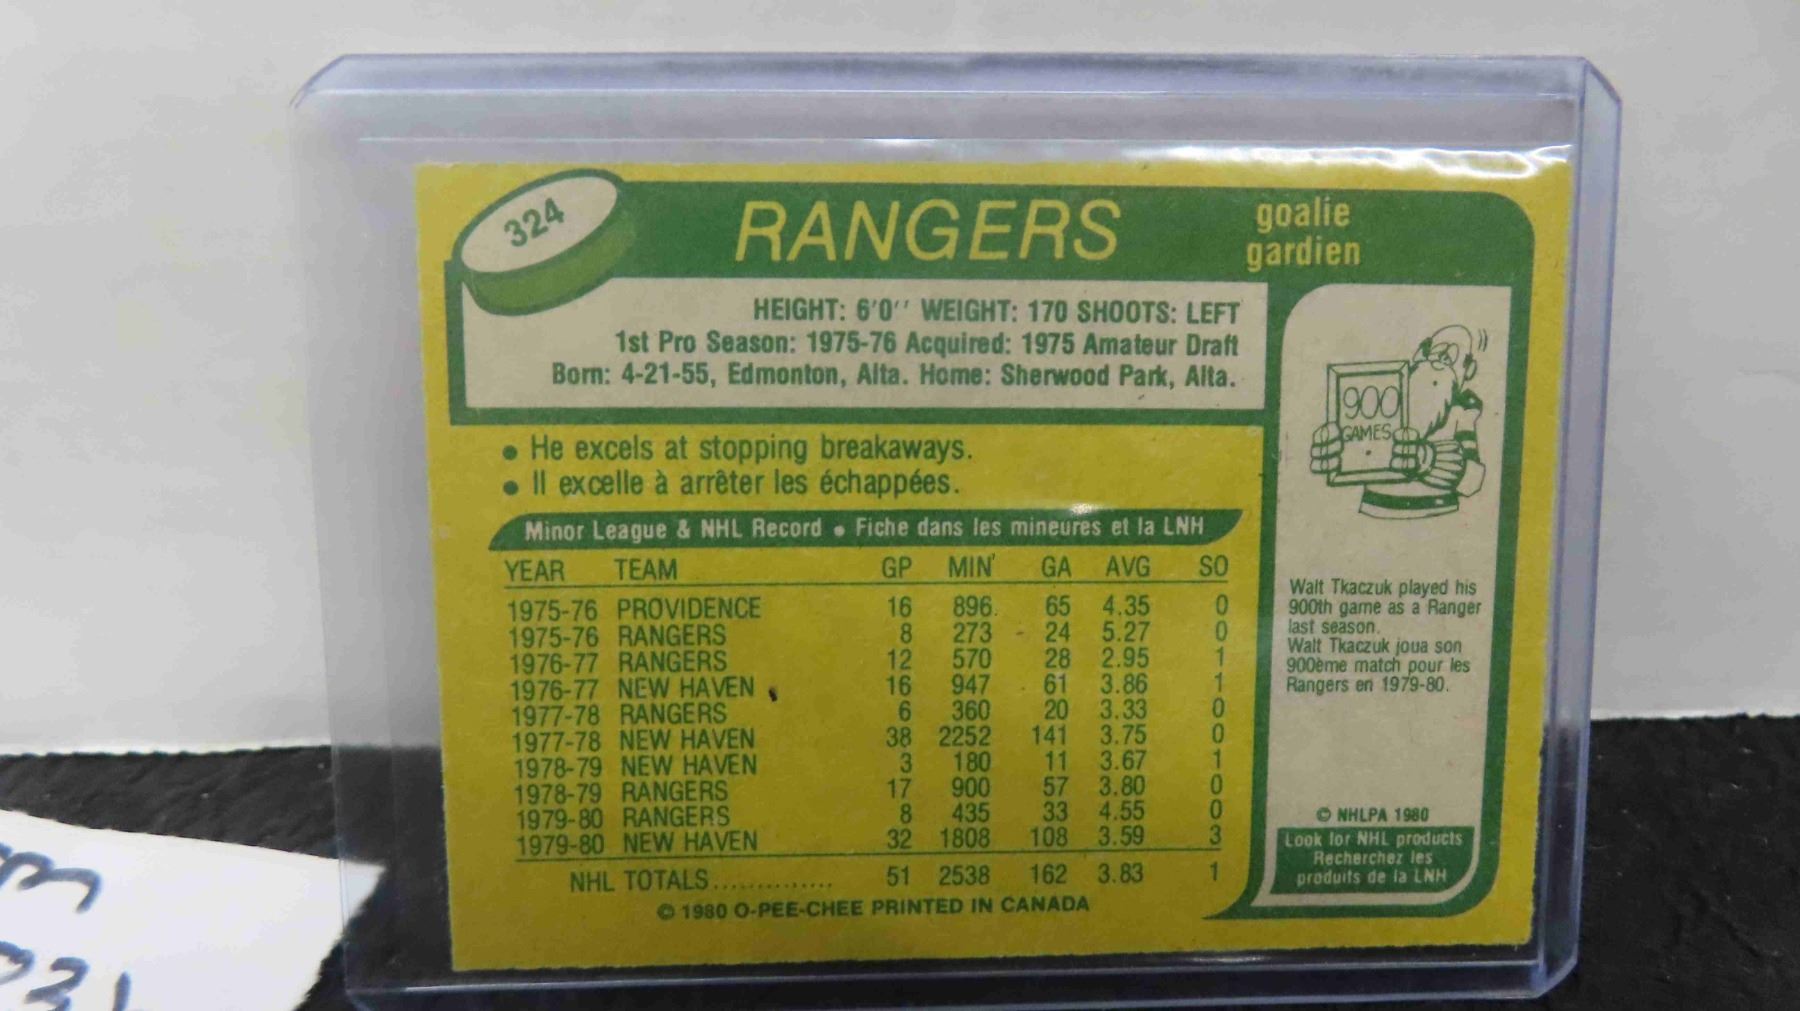 324
RANGERS
goalie
gardien
HEIGHT: 6'0'' WEIGHT: 170 SHOOTS: LEFT
1st Pro Season: 1975-76 Acquired: 1975 Amateur Draft
Born: 4-21-55, Edmonton, Alta. Home: Sherwood Park, Alta.
• He excels at stopping breakaways.
• Il excelle à arrêter les échappées.
Minor League & NHL Record • Fiche dans les mineures et la LNH
YEAR TEAM GP MIN' GA AVG SO
1975-76 PROVIDENCE 16 896. 65 4.35 0
1975-76 RANGERS 8 273 24 5.27 0
1976-77 RANGERS 12 570 28 2.95 1
1976-77 NEW HAVEN 16 947 61 3.86 1
1977-78 RANGERS 6 360 20 3.33 0
1977-78 NEW HAVEN 38 2252 141 3.75 0
1978-79 NEW HAVEN 3 180 11 3.67 1
1978-79 RANGERS 17 900 57 3.80 0
1979-80 RANGERS 8 435 33 4.55 0
1979-80 NEW HAVEN 32 1808 108 3.59 3
NHL TOTALS.............. 51 2538 162 3.83 1
© 1980 O-PEE-CHEE PRINTED IN CANADA
900
GAMES
Walt Tkaczuk played his
900th game as a Ranger
last season.
Walt Tkaczuk joua son
900ème match pour les
Rangers en 1979-80.
© NHLPA 1980
Look for NHL products
Recherchez les
produits de la LNH